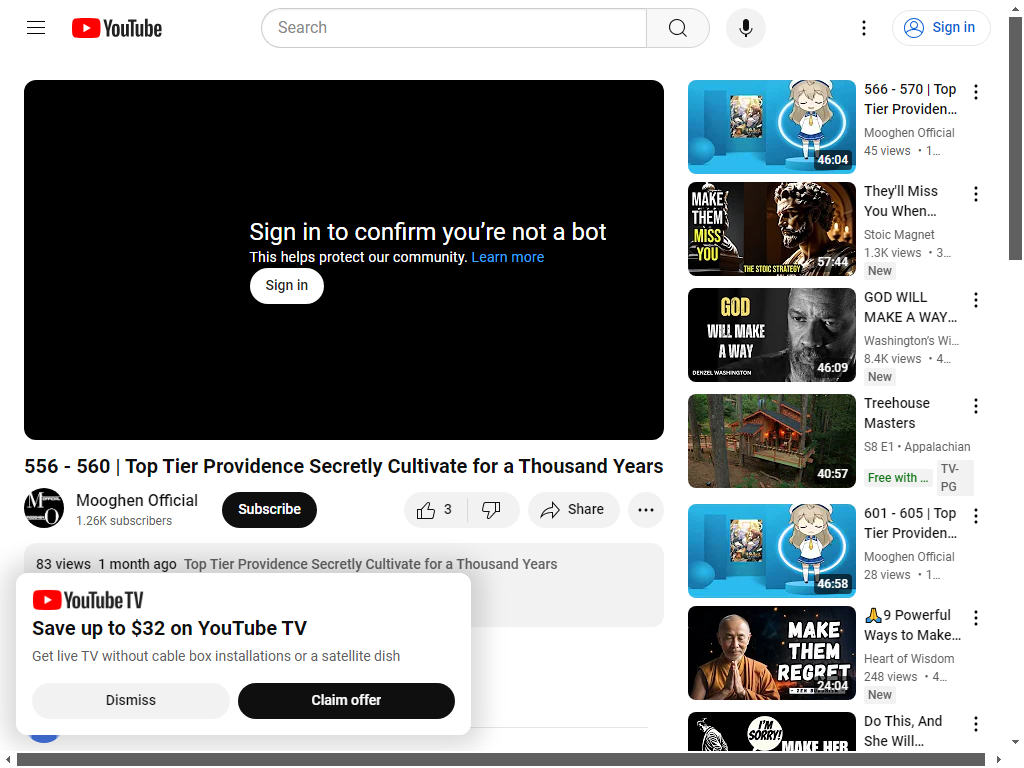 YouTube
Search
Sign in
Sign in to confirm you’re not a bot
This helps protect our community. Learn more
Sign in
556 - 560 | Top Tier Providence Secretly Cultivate for a Thousand Years
Mooghen Official
1.26K subscribers
Subscribe
3
Share
83 views 1 month ago Top Tier Providence Secretly Cultivate for a Thousand Years
YouTube TV
Save up to $32 on YouTube TV
Get live TV without cable box installations or a satellite dish
Dismiss
Claim offer
46:04
566 - 570 | Top
Tier Providen…
Mooghen Official
45 views • 1…
MAKE
THEM
MISS
YOU
THE STOIC STRATEGY
57:44
They'll Miss
You When…
Stoic Magnet
1.3K views • 3…
New
GOD
WILL MAKE
A WAY
DENZEL WASHINGTON
46:09
GOD WILL
MAKE A WAY…
Washington's Wi…
8.4K views • 4…
New
40:57
Treehouse
Masters
S8 E1 • Appalachian
Free with …
TV-
PG
46:58
601 - 605 | Top
Tier Providen…
Mooghen Official
28 views • 1…
MAKE
THEM
REGRET
24:04
🙏9 Powerful
Ways to Make…
Heart of Wisdom
248 views • 4…
New
I'M
SORRY!
MAKE HER
Do This, And
She Will…